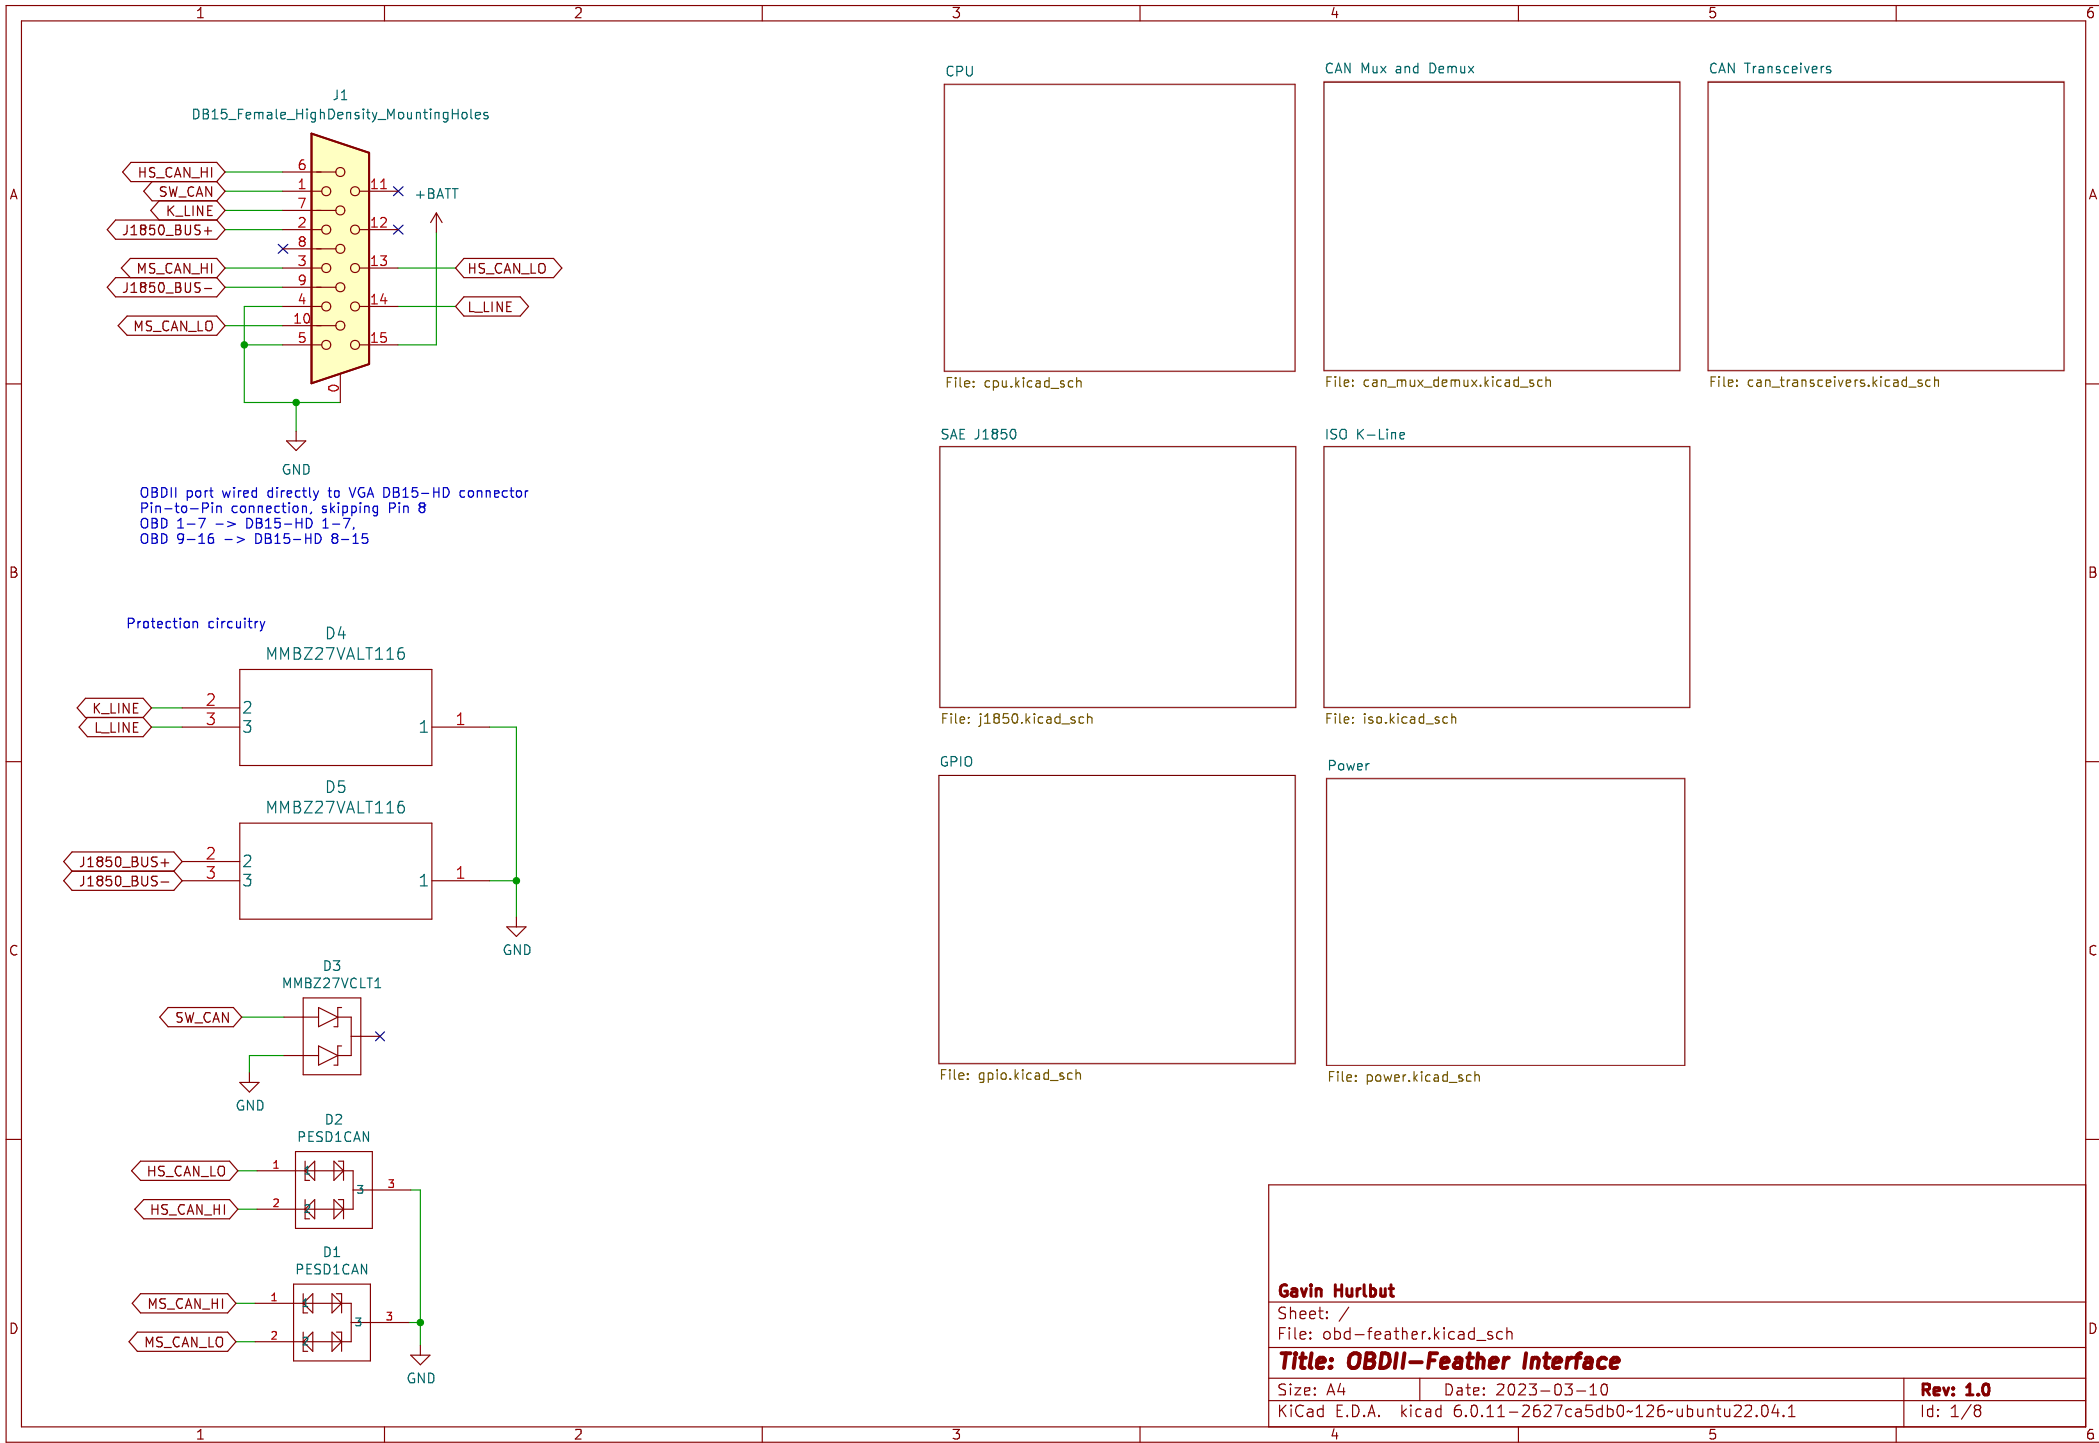 1 2 3 4 5 6
A A
B B
C C
D D
J1
DB15_Female_HighDensity_MountingHoles
HS_CAN_HI 6
SW_CAN 1 11
+BATT
K_LINE 7
J1850_BUS+ 2 12
8
MS_CAN_HI 3 13 HS_CAN_LO
J1850_BUS- 9
4 14 L_LINE
MS_CAN_LO 10
5 15
0
GND
OBDII port wired directly to VGA DB15-HD connector
Pin-to-Pin connection, skipping Pin 8
OBD 1-7 -> DB15-HD 1-7,
OBD 9-16 -> DB15-HD 8-15
Protection circuitry
D4
MMBZ27VALT116
K_LINE 2 2
L_LINE 3 3 1 1
D5
MMBZ27VALT116
J1850_BUS+ 2 2
J1850_BUS- 3 3 1 1
GND
D3
MMBZ27VCLT1
SW_CAN
GND
D2
PESD1CAN
HS_CAN_LO 1
3 3
HS_CAN_HI 2
D1
PESD1CAN
MS_CAN_HI 1
3 3
MS_CAN_LO 2
GND
CPU
File: cpu.kicad_sch
CAN Mux and Demux
File: can_mux_demux.kicad_sch
CAN Transceivers
File: can_transceivers.kicad_sch
SAE J1850
File: j1850.kicad_sch
ISO K-Line
File: iso.kicad_sch
GPIO
File: gpio.kicad_sch
Power
File: power.kicad_sch
Gavin Hurlbut
Sheet: /
File: obd-feather.kicad_sch
Title: OBDII-Feather Interface
Size: A4 Date: 2023-03-10 Rev: 1.0
KiCad E.D.A. kicad 6.0.11-2627ca5db0~126~ubuntu22.04.1 Id: 1/8
1 2 3 4 5 6